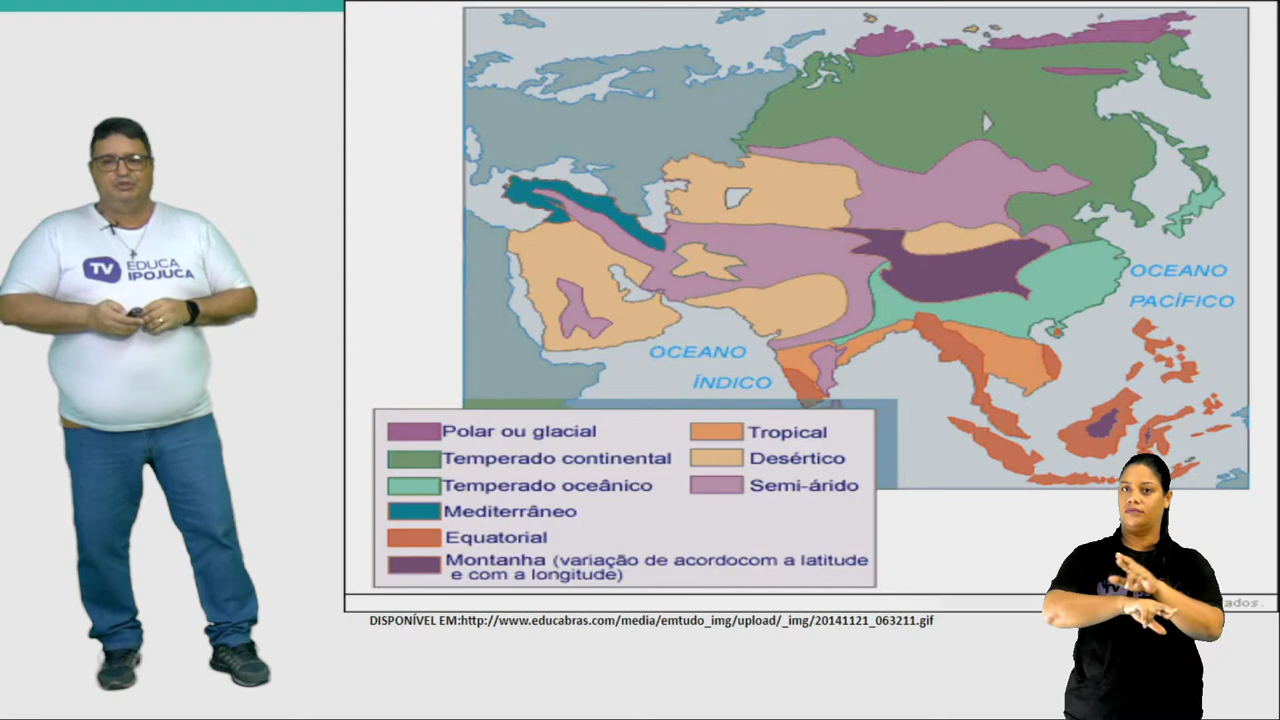 TV EDUCA
IPOJUCA
OCEANO
PACÍFICO
OCEANO
ÍNDICO
Polar ou glacial
Temperado continental
Temperado oceânico
Mediterrâneo
Equatorial
Montanha (variação de acordocom a latitude
e com a longitude)
Tropical
Desértico
Semi-árido
ados.
DISPONÍVEL EM:http://www.educabras.com/media/emtudo_img/upload/_img/20141121_063211.gif